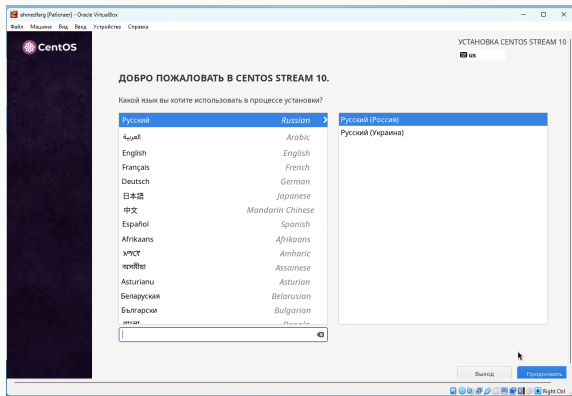 ahmedfarg [Работает] - Oracle VirtualBox
Файл Машина Вид Ввод Устройства Справка
CentOS
УСТАНОВКА CENTOS STREAM 10
us
ДОБРО ПОЖАЛОВАТЬ В CENTOS STREAM 10.
Какой язык вы хотите использовать в процессе установки?
Русский Russian Русский (Россия)
العربية Arabic Русский (Украина)
English English
Français French
Deutsch German
日本語 Japanese
中文 Mandarin Chinese
Español Spanish
Afrikaans Afrikaans
አማርኛ Amharic
অসমীয়া Assamese
Asturianu Asturian
Беларуская Belarusian
Български Bulgarian
Выход Продолжить
Right Ctrl